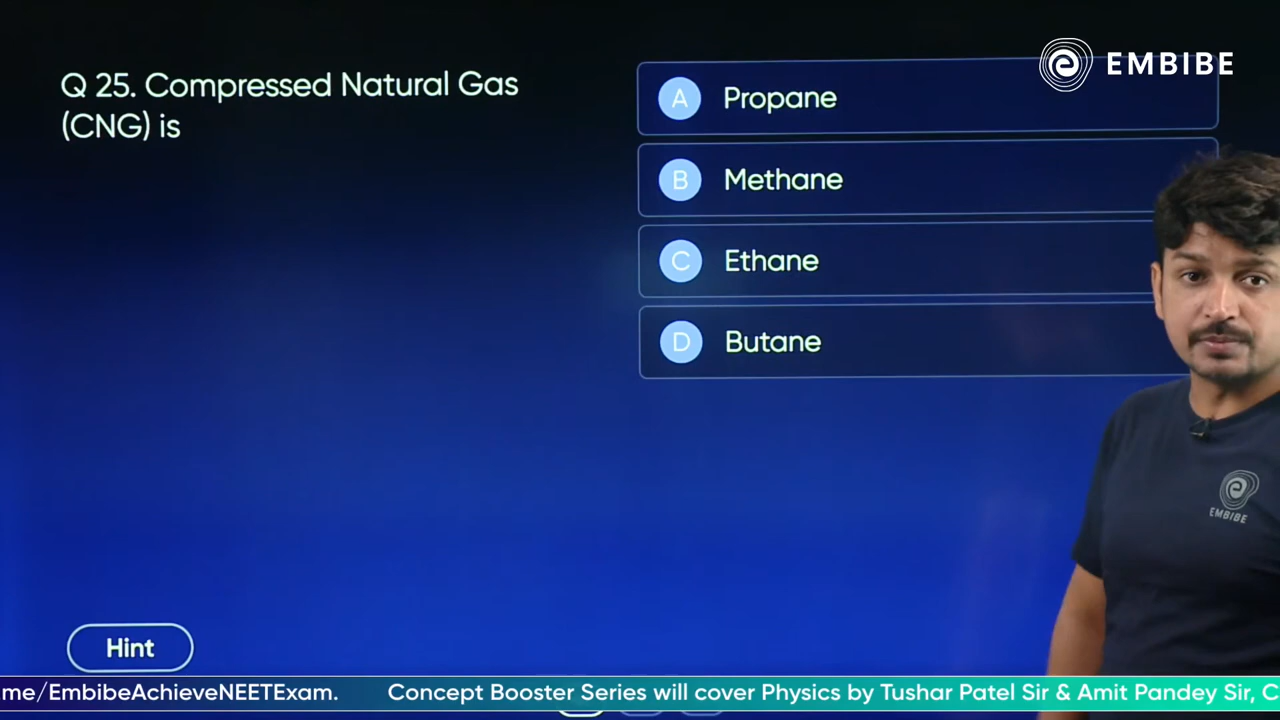 EMBIBE
Q 25. Compressed Natural Gas
(CNG) is
A Propane
B Methane
C Ethane
D Butane
EMBIBE
Hint
me/EmbibeAchieveNEETExam. Concept Booster Series will cover Physics by Tushar Patel Sir & Amit Pandey Sir, C